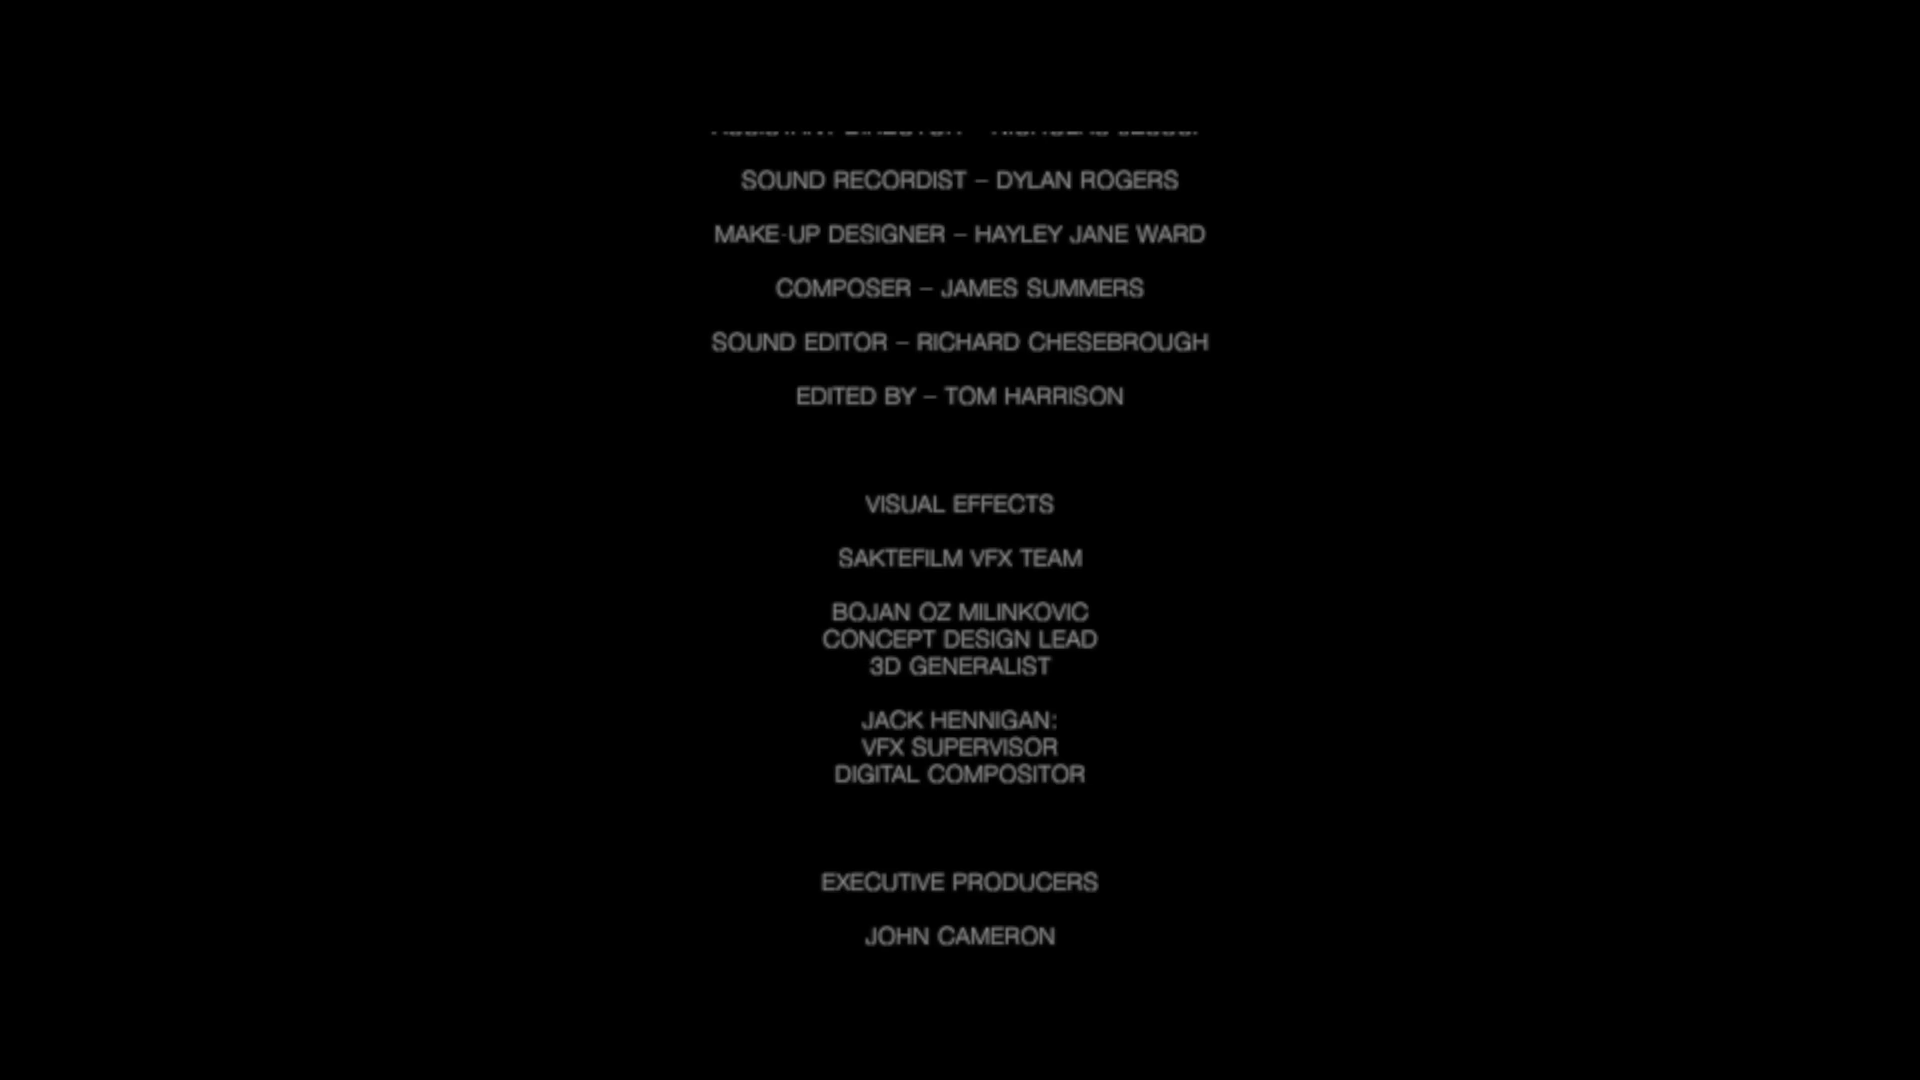 SOUND RECORDIST – DYLAN ROGERS
MAKE-UP DESIGNER – HAYLEY JANE WARD
COMPOSER – JAMES SUMMERS
SOUND EDITOR – RICHARD CHESEBROUGH
EDITED BY – TOM HARRISON
VISUAL EFFECTS
SAKTEFILM VFX TEAM
BOJAN OZ MILINKOVIC
CONCEPT DESIGN LEAD
3D GENERALIST
JACK HENNIGAN:
VFX SUPERVISOR
DIGITAL COMPOSITOR
EXECUTIVE PRODUCERS
JOHN CAMERON